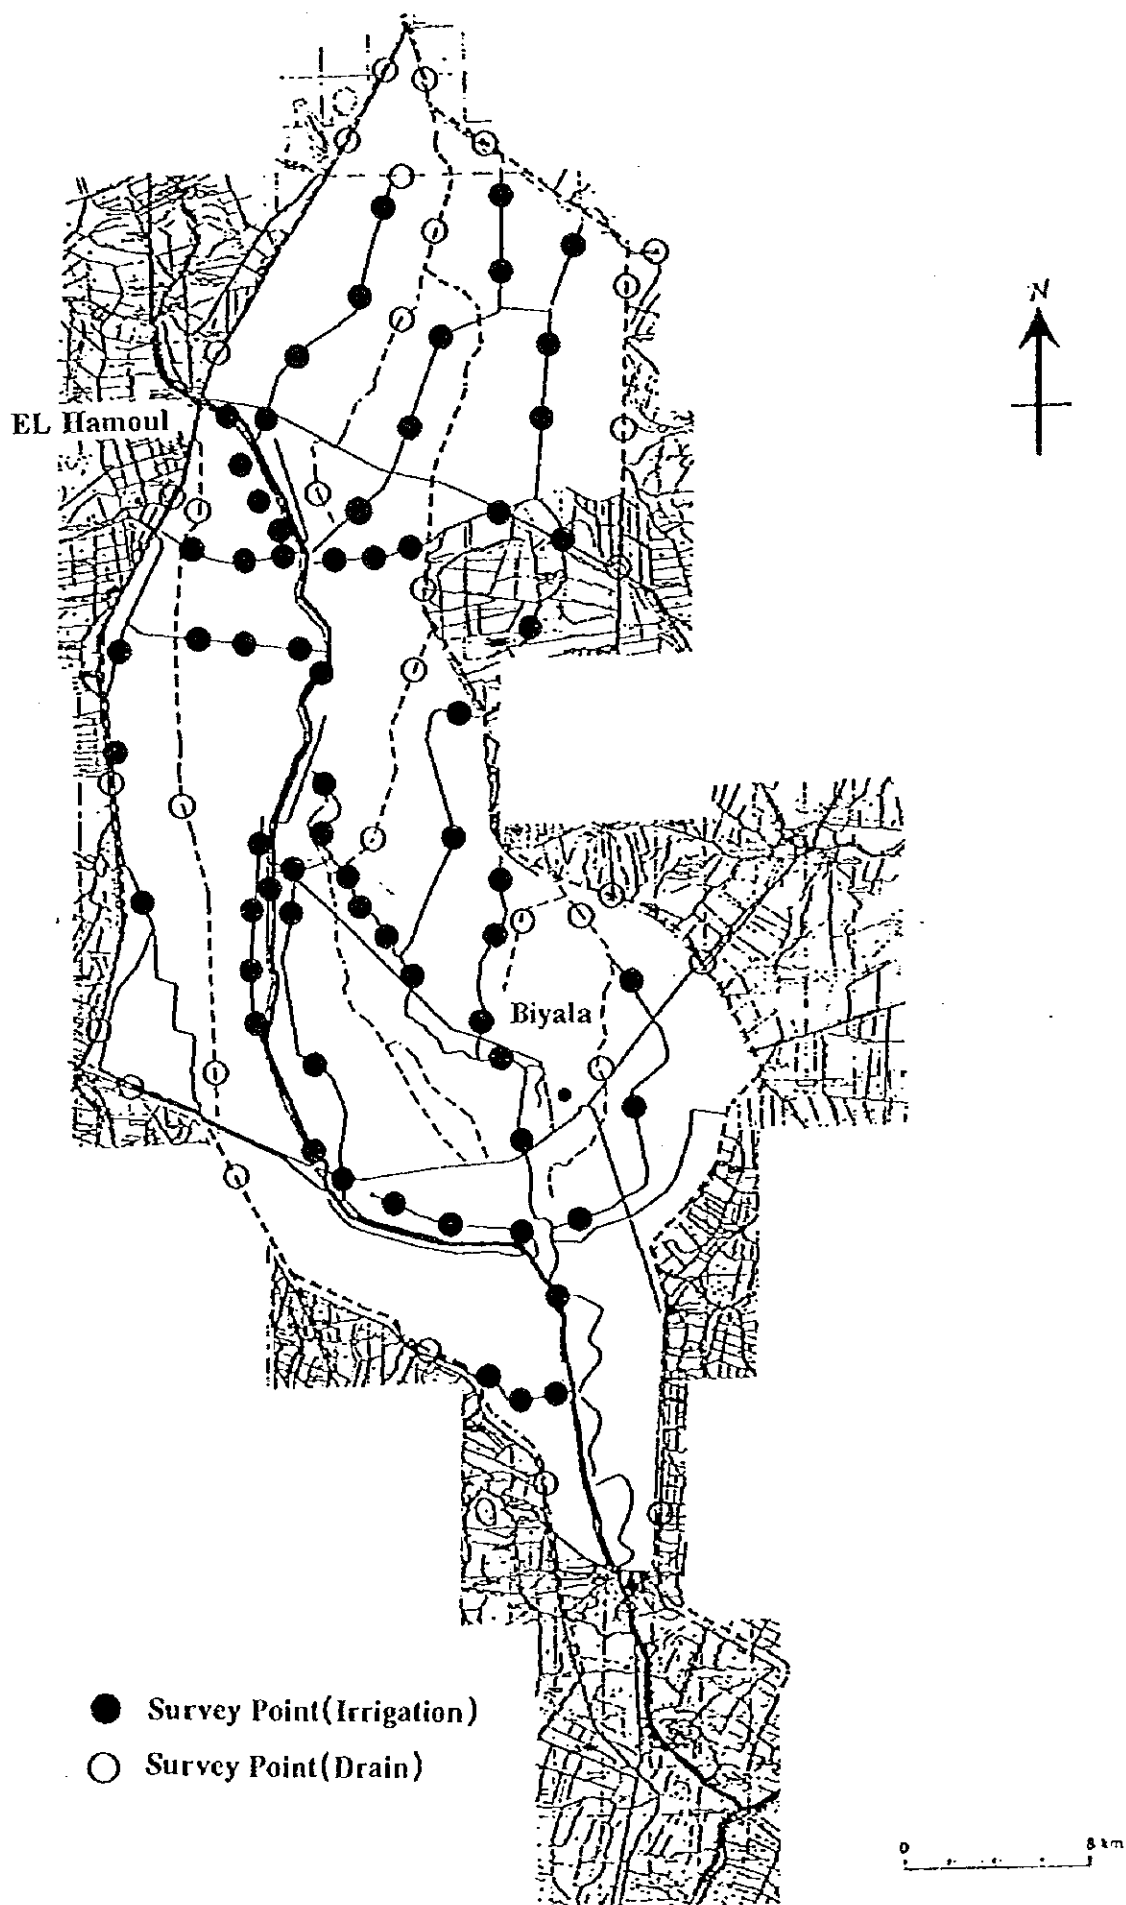 N
EL Hamoul
Biyala
Survey Point(Irrigation)
Survey Point(Drain)
0 8 km